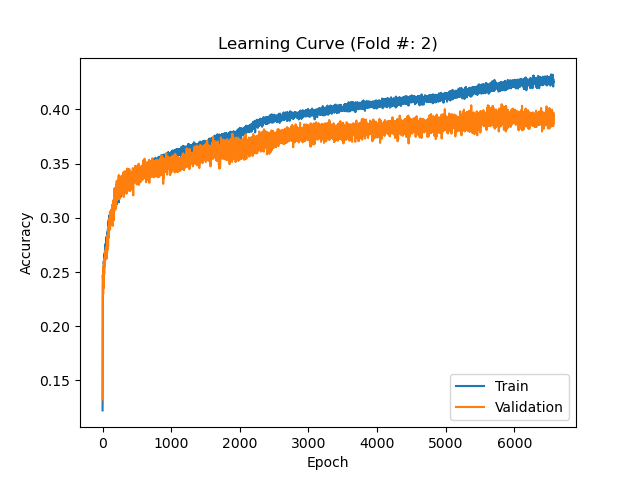 Learning Curve (Fold #: 2)
0.40
0.35
0.30
0.25
0.20
0.15
Accuracy
0 1000 2000 3000 4000 5000 6000
Epoch
Train
Validation